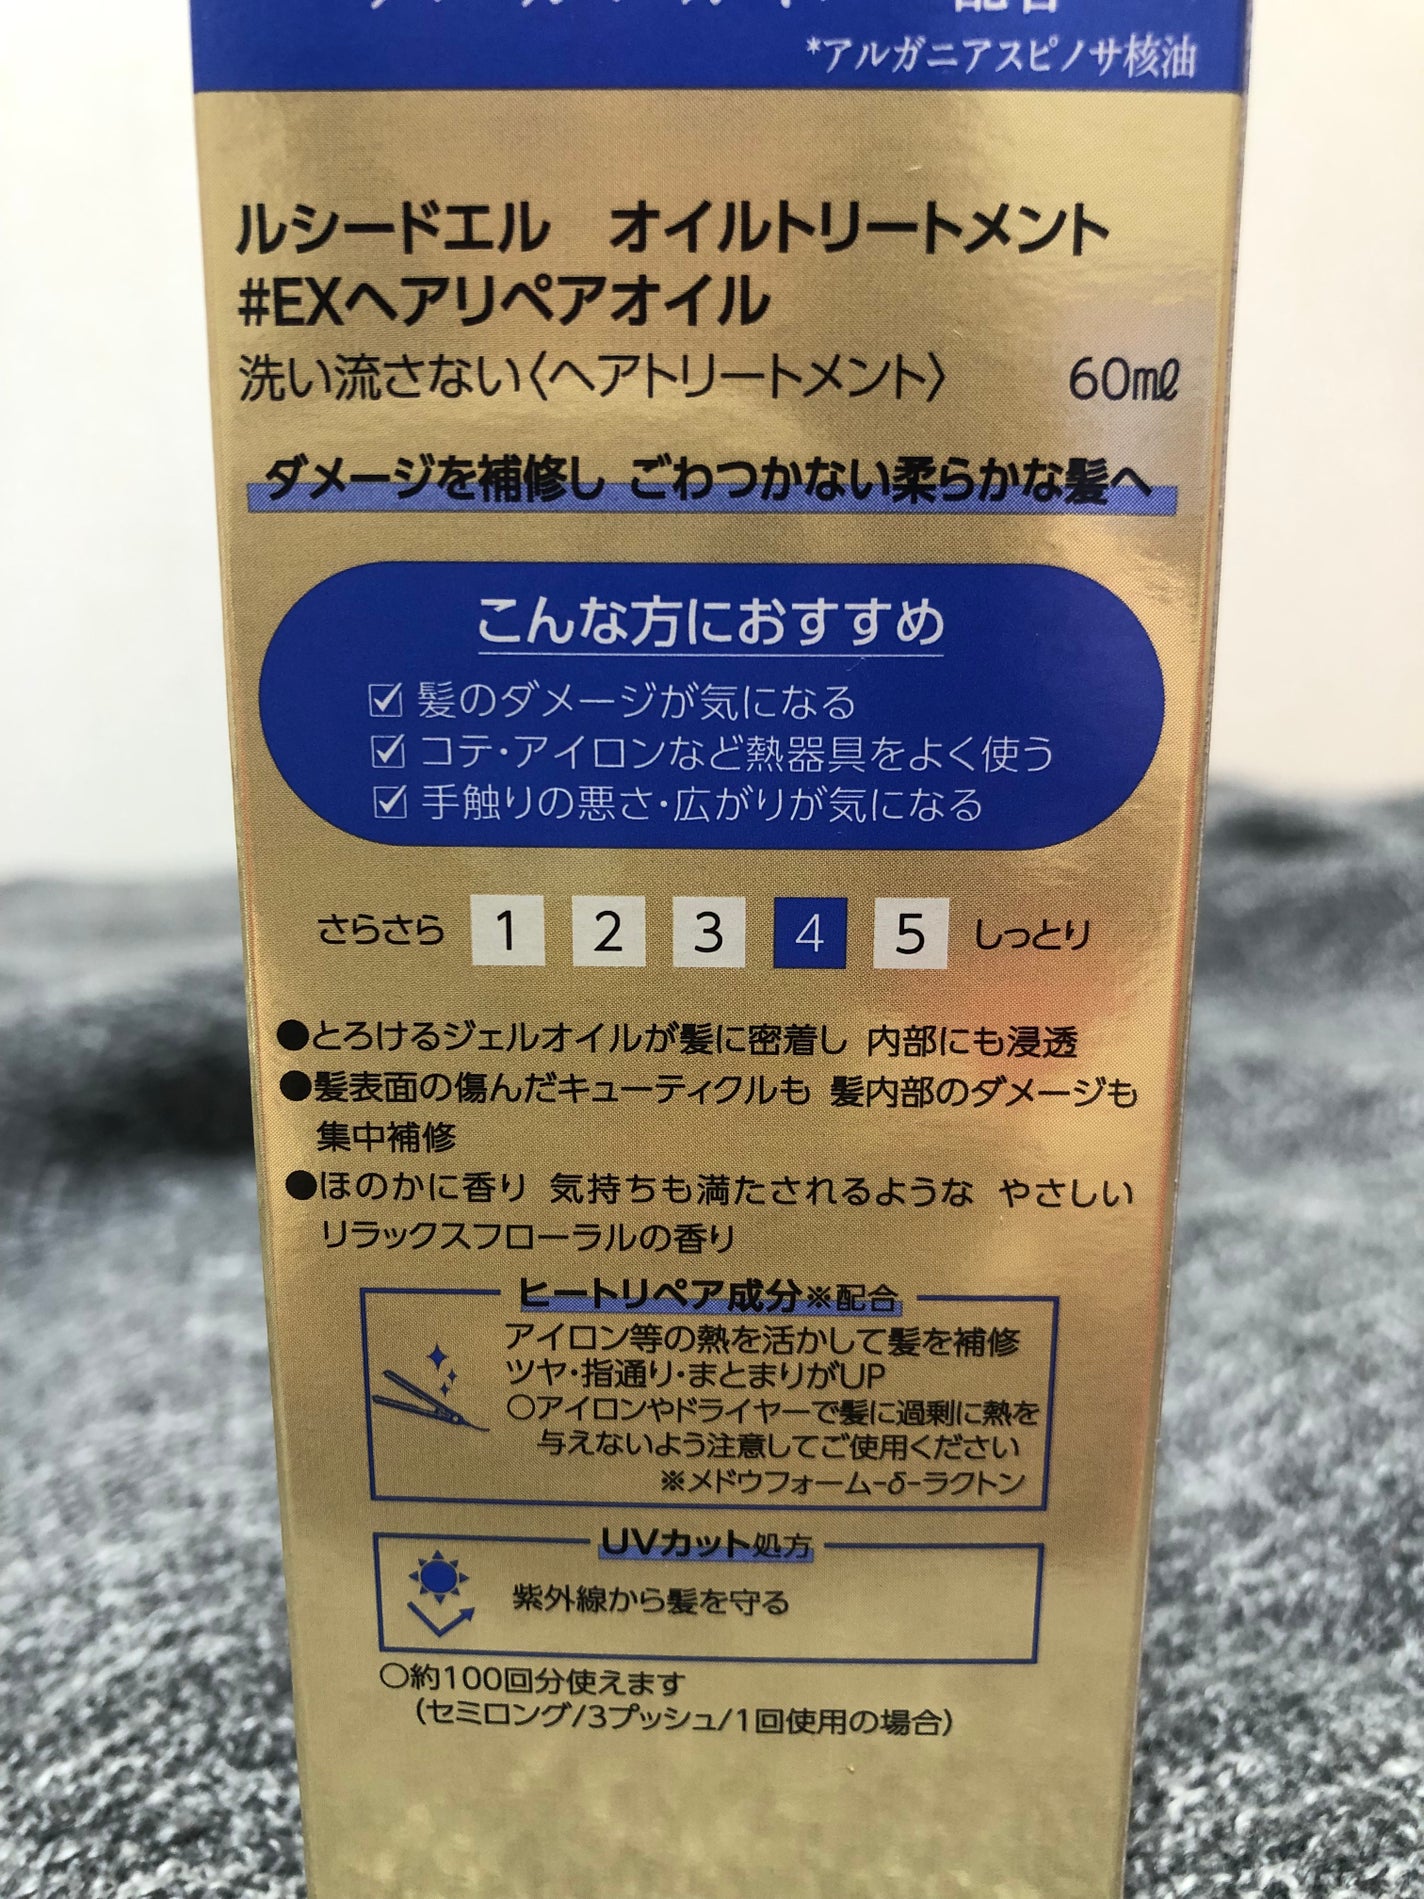 配合
*アルガニアスピノサ核油
ルシードエル　オイルトリートメント
#EXヘアリペアオイル
洗い流さない〈ヘアトリートメント〉 60㎖
ダメージを補修し ごわつかない柔らかな髪へ
こんな方におすすめ
☑ 髪のダメージが気になる
☑ コテ・アイロンなど熱器具をよく使う
☑ 手触りの悪さ・広がりが気になる
さらさら 1 2 3 4 5 しっとり
●とろけるジェルオイルが髪に密着し 内部にも浸透
●髪表面の傷んだキューティクルも 髪内部のダメージも
集中補修
●ほのかに香り 気持ちも満たされるような やさしい
リラックスフローラルの香り
ヒートリペア成分※配合
アイロン等の熱を活かして髪を補修
ツヤ・指通り・まとまりがUP
○アイロンやドライヤーで髪に過剰に熱を
与えないよう注意してご使用ください
※メドウフォーム-δ-ラクトン
UVカット処方
紫外線から髪を守る
○約100回分使えます
(セミロング/3プッシュ/1回使用の場合)